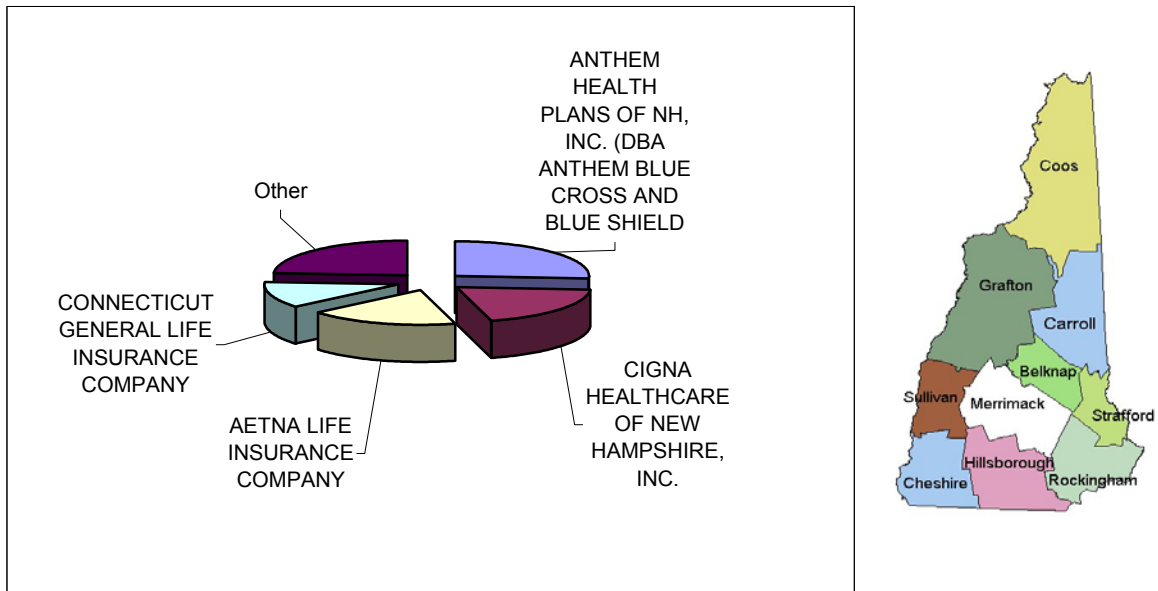 ANTHEM
HEALTH
PLANS OF NH,
INC. (DBA
ANTHEM BLUE
CROSS AND
BLUE SHIELD
Other
CONNECTICUT
GENERAL LIFE
INSURANCE
COMPANY
AETNA LIFE
INSURANCE
COMPANY
CIGNA
HEALTHCARE
OF NEW
HAMPSHIRE,
INC.
Coos
Grafton
Carroll
Belknap
Sullivan
Merrimack
Strafford
Hillsborough
Cheshire
Rockingham